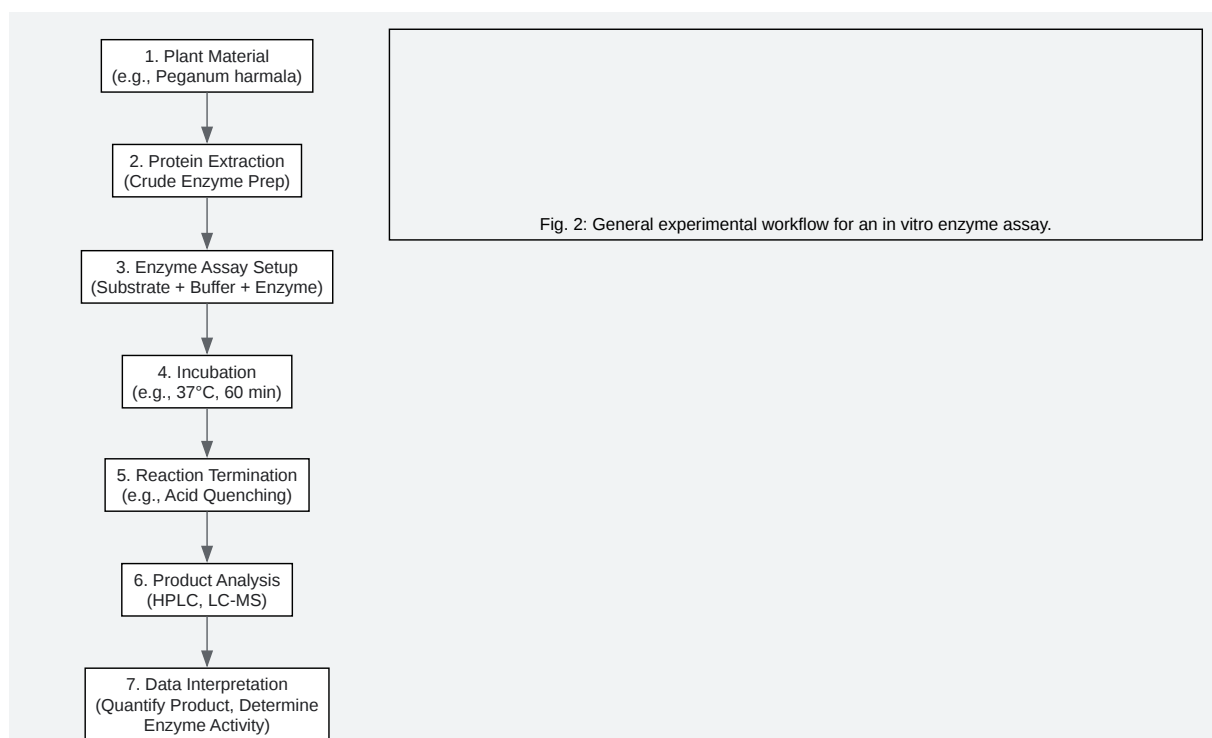 1. Plant Material
(e.g., Peganum harmala)
2. Protein Extraction
(Crude Enzyme Prep)
3. Enzyme Assay Setup
(Substrate + Buffer + Enzyme)
4. Incubation
(e.g., 37°C, 60 min)
5. Reaction Termination
(e.g., Acid Quenching)
6. Product Analysis
(HPLC, LC-MS)
7. Data Interpretation
(Quantify Product, Determine
Enzyme Activity)
Fig. 2: General experimental workflow for an in vitro enzyme assay.